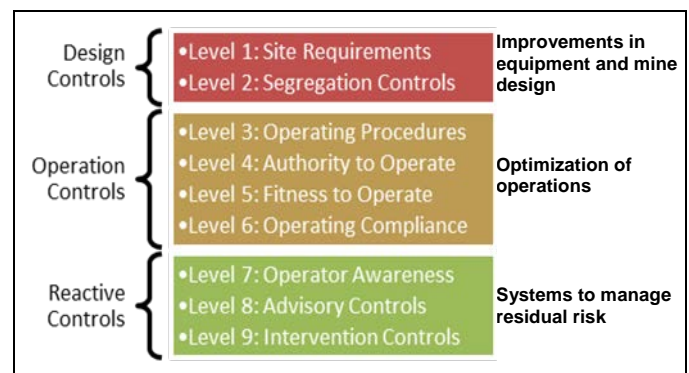 Design
Controls
•Level 1: Site Requirements
•Level 2: Segregation Controls
Improvements in
equipment and mine
design
Operation
Controls
•Level 3: Operating Procedures
•Level 4: Authority to Operate
•Level 5: Fitness to Operate
•Level 6: Operating Compliance
Optimization of
operations
Reactive
Controls
•Level 7: Operator Awareness
•Level 8: Advisory Controls
•Level 9: Intervention Controls
Systems to manage
residual risk